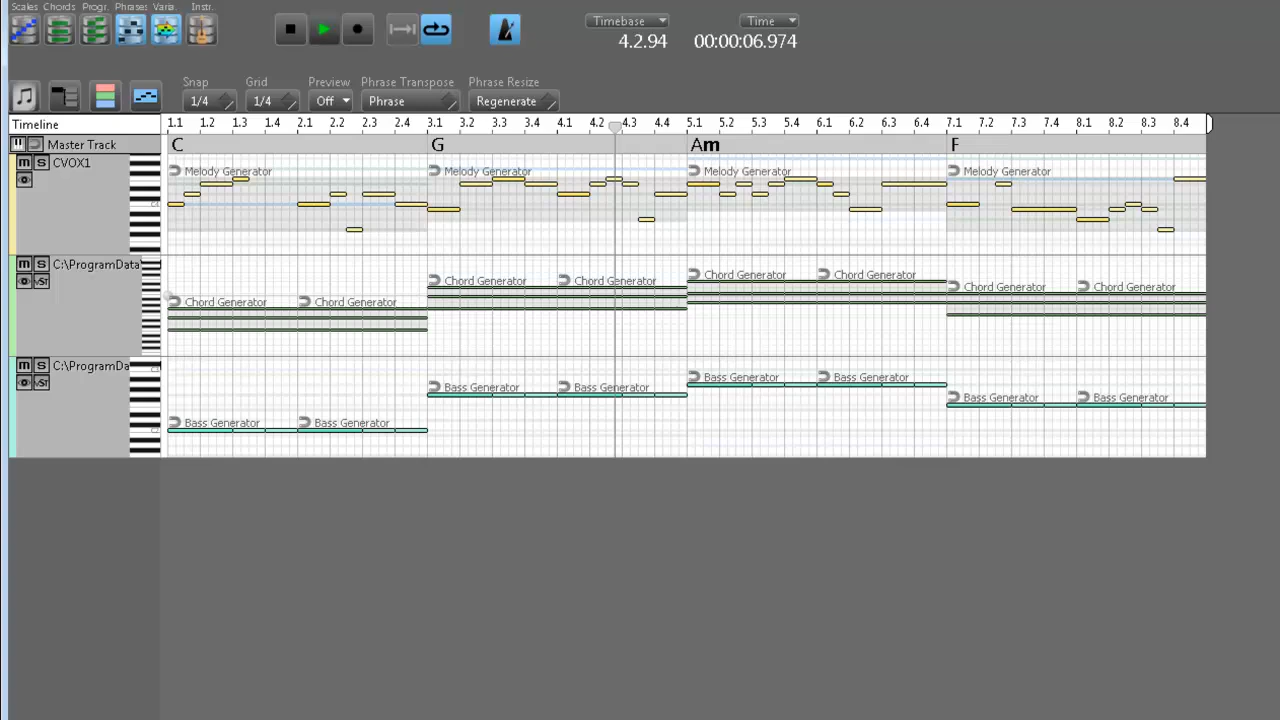 Scales Chords Progr. Phrases Varia. Instr.
Timebase Time
4.2.94 00:00:06.974
Snap Grid Preview Phrase Transpose Phrase Resize
1/4 1/4 Off Phrase Regenerate
Timeline 1.1 1.2 1.3 1.4 2.1 2.2 2.3 2.4 3.1 3.2 3.3 3.4 4.1 4.2 4.3 4.4 5.1 5.2 5.3 5.4 6.1 6.2 6.3 6.4 7.1 7.2 7.3 7.4 8.1 8.2 8.3 8.4
Master Track C G Am F
m S CVOX1
Melody Generator Melody Generator Melody Generator Melody Generator
C4
m S C:\ProgramData\
VST
Chord Generator Chord Generator Chord Generator Chord Generator Chord Generator Chord Generator Chord Generator Chord Generator
m S C:\ProgramDa
VST
Bass Generator Bass Generator Bass Generator Bass Generator Bass Generator Bass Generator Bass Generator Bass Generator